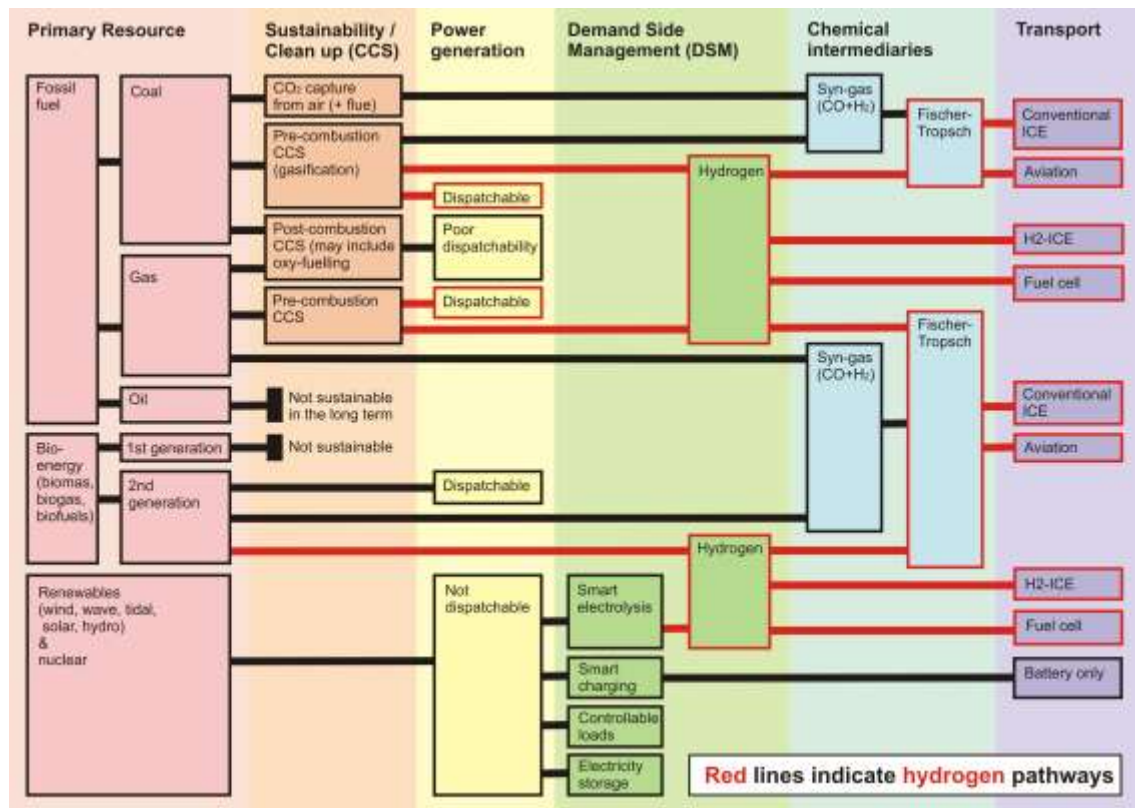 Primary Resource
Sustainability /
Clean up (CCS)
Power
generation
Demand Side
Management (DSM)
Chemical
intermediaries
Transport
Fossil
fuel
Coal
CO₂ capture
from air (+ flue)
Syn-gas
(CO+H₂)
Fischer-
Tropsch
Conventional
ICE
Pre-combustion
CCS
(gasification)
Hydrogen
Aviation
Dispatchable
Post-combustion
CCS (may include
oxy-fuelling
Poor
dispatchability
H2-ICE
Gas
Fuel cell
Pre-combustion
CCS
Dispatchable
Fischer-
Tropsch
Syn-gas
(CO+H₂)
Oil
Not sustainable
in the long term
Conventional
ICE
Bio-
energy
(biomas,
biogas,
biofuels)
1st generation
Not sustainable
Aviation
2nd
generation
Dispatchable
Hydrogen
Renewables
(wind, wave, tidal,
solar, hydro)
&
nuclear
Not
dispatchable
Smart
electrolysis
H2-ICE
Fuel cell
Smart
charging
Battery only
Controllable
loads
Electricity
storage
Red lines indicate hydrogen pathways